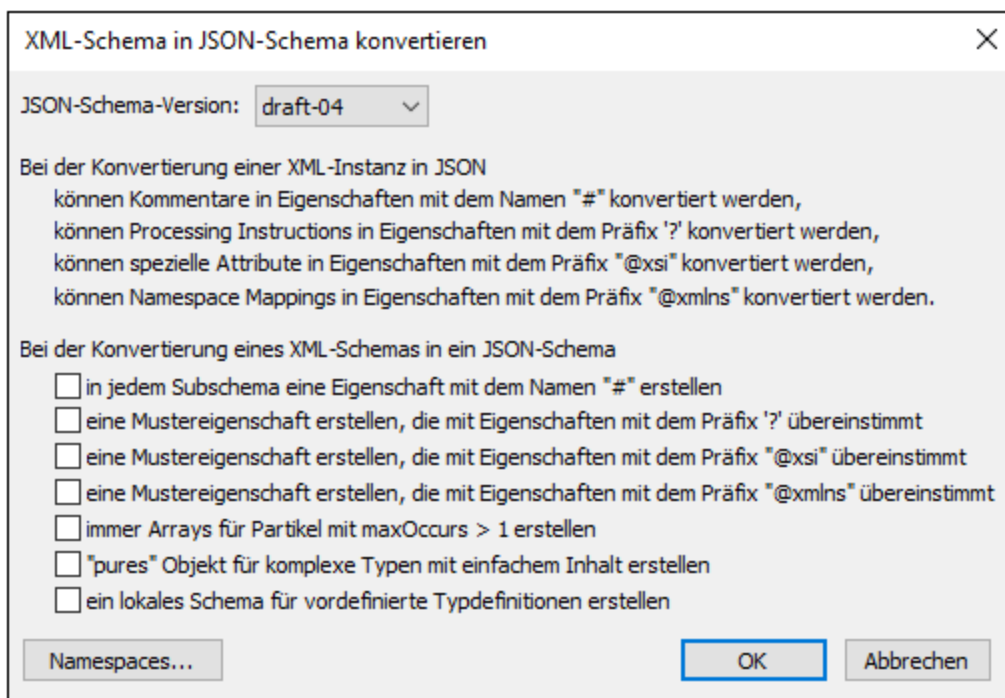 XML-Schema in JSON-Schema konvertieren
JSON-Schema-Version: draft-04
Bei der Konvertierung einer XML-Instanz in JSON
können Kommentare in Eigenschaften mit dem Namen "#" konvertiert werden,
können Processing Instructions in Eigenschaften mit dem Präfix '?' konvertiert werden,
können spezielle Attribute in Eigenschaften mit dem Präfix "@xsi" konvertiert werden,
können Namespace Mappings in Eigenschaften mit dem Präfix "@xmlns" konvertiert werden.
Bei der Konvertierung eines XML-Schemas in ein JSON-Schema
in jedem Subschema eine Eigenschaft mit dem Namen "#" erstellen
eine Mustereigenschaft erstellen, die mit Eigenschaften mit dem Präfix '?' übereinstimmt
eine Mustereigenschaft erstellen, die mit Eigenschaften mit dem Präfix "@xsi" übereinstimmt
eine Mustereigenschaft erstellen, die mit Eigenschaften mit dem Präfix "@xmlns" übereinstimmt
immer Arrays für Partikel mit maxOccurs > 1 erstellen
"pures" Objekt für komplexe Typen mit einfachem Inhalt erstellen
ein lokales Schema für vordefinierte Typdefinitionen erstellen
Namespaces... OK Abbrechen